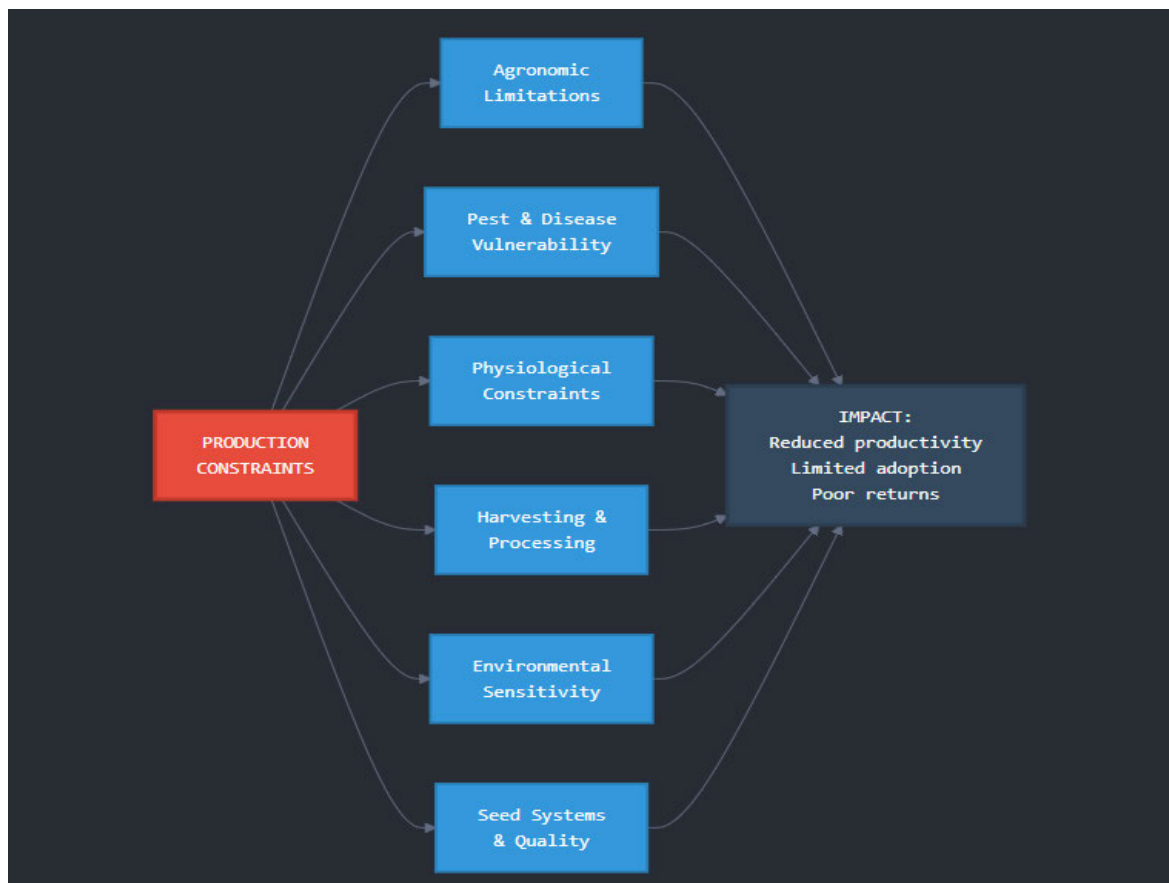 Agronomic
Limitations
Pest & Disease
Vulnerability
Physiological
Constraints
PRODUCTION
CONSTRAINTS
IMPACT:
Reduced productivity
Limited adoption
Poor returns
Harvesting &
Processing
Environmental
Sensitivity
Seed Systems
& Quality